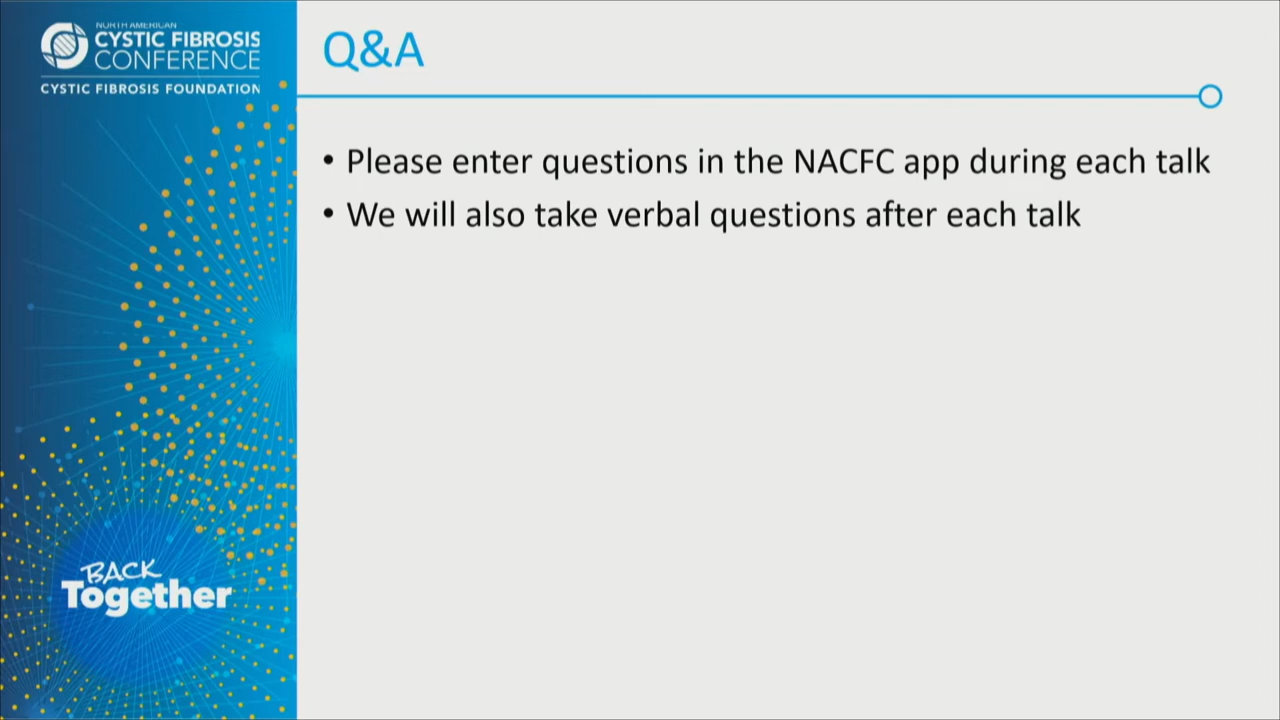 NORTH AMERICAN
CYSTIC FIBROSIS
CONFERENCE
CYSTIC FIBROSIS FOUNDATION
Q&A
• Please enter questions in the NACFC app during each talk
• We will also take verbal questions after each talk
BACK
Together